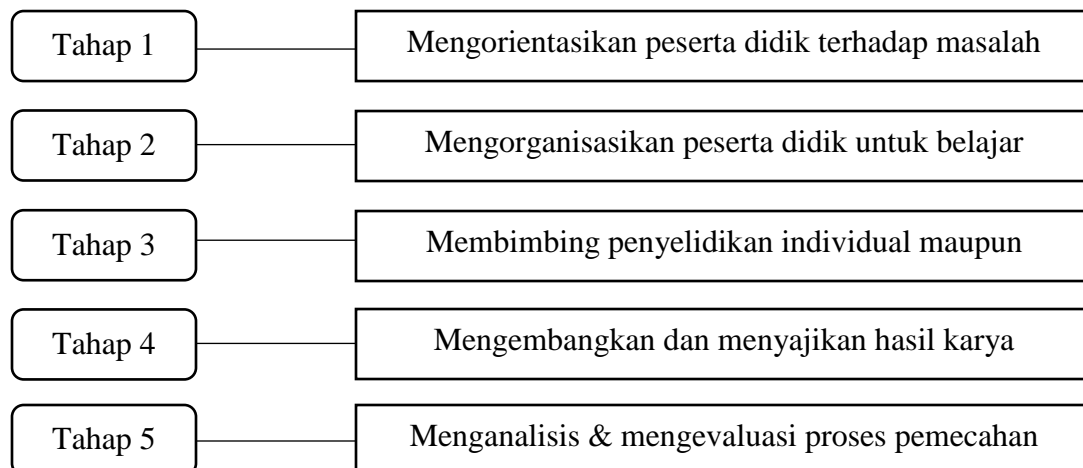 Tahap 1
Mengorientasikan peserta didik terhadap masalah
Tahap 2
Mengorganisasikan peserta didik untuk belajar
Tahap 3
Membimbing penyelidikan individual maupun
Tahap 4
Mengembangkan dan menyajikan hasil karya
Tahap 5
Menganalisis & mengevaluasi proses pemecahan